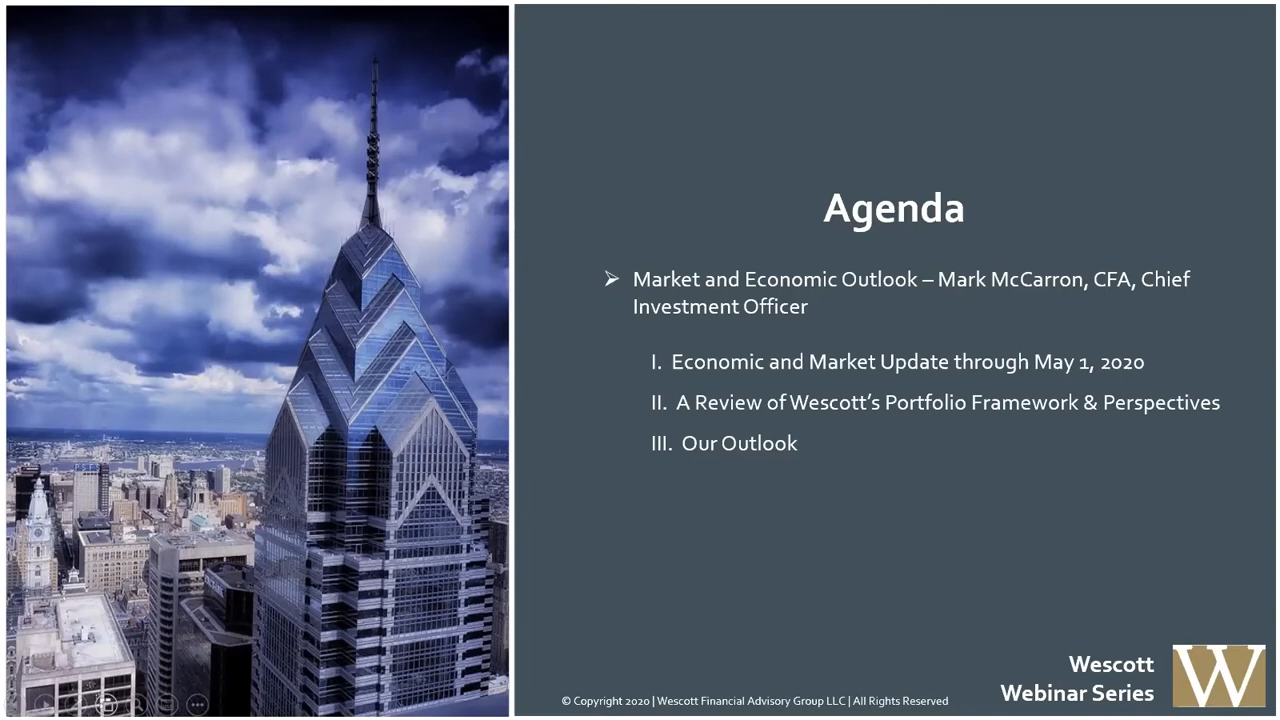 Agenda
➢ Market and Economic Outlook – Mark McCarron, CFA, Chief
Investment Officer
I. Economic and Market Update through May 1, 2020
II. A Review of Wescott's Portfolio Framework & Perspectives
III. Our Outlook
Wescott
Webinar Series
W
© Copyright 2020 | Wescott Financial Advisory Group LLC | All Rights Reserved
PSFS